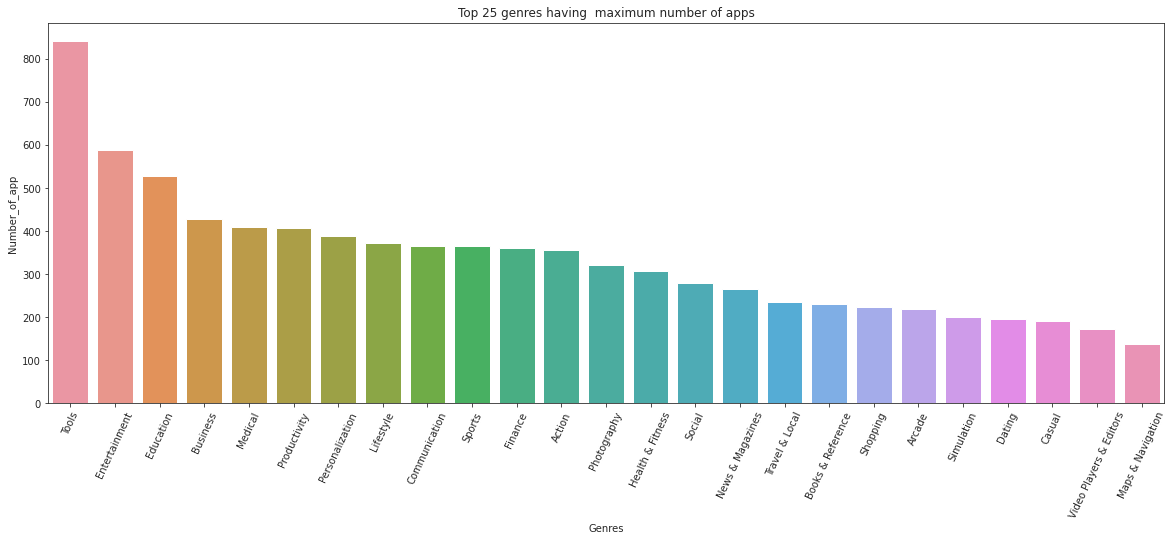 Top 25 genres having  maximum number of apps
Number_of_app
800
700
600
500
400
300
200
100
0
Tools
Entertainment
Education
Business
Medical
Productivity
Personalization
Lifestyle
Communication
Sports
Finance
Action
Photography
Health & Fitness
Social
News & Magazines
Travel & Local
Books & Reference
Shopping
Arcade
Simulation
Dating
Casual
Video Players & Editors
Maps & Navigation
Genres